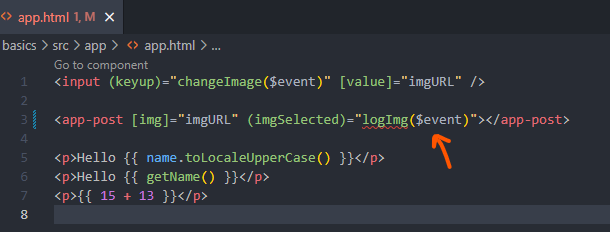 app.html 1, M
basics > src > app > app.html > ...
Go to component
1 <input (keyup)="changeImage($event)" [value]="imgURL" />
2
3 <app-post [img]="imgURL" (imgSelected)="logImg($event)"></app-post>
4
5 <p>Hello {{ name.toLocaleUpperCase() }}</p>
6 <p>Hello {{ getName() }}</p>
7 <p>{{ 15 + 13 }}</p>
8